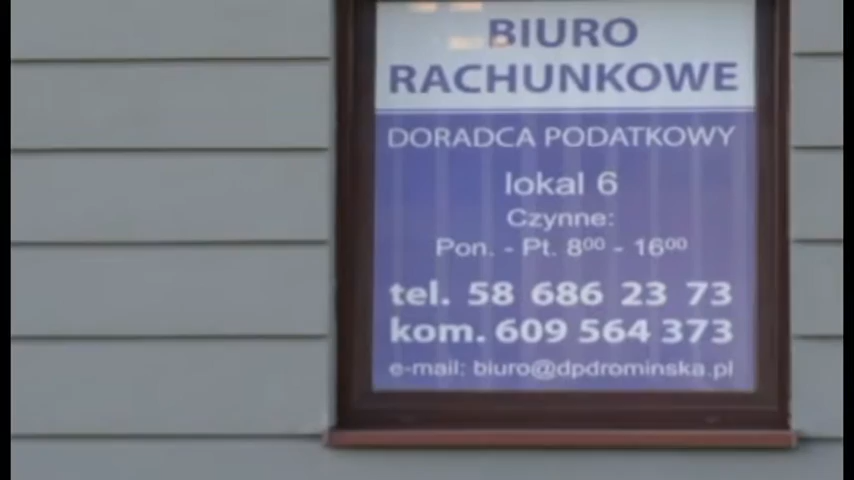 BIURO
RACHUNKOWE
DORADCA PODATKOWY
lokal 6
Czynne:
Pon. - Pt. 8⁰⁰ - 16⁰⁰
tel. 58 686 23 73
kom. 609 564 373
e-mail: biuro@dpdrominska.pl